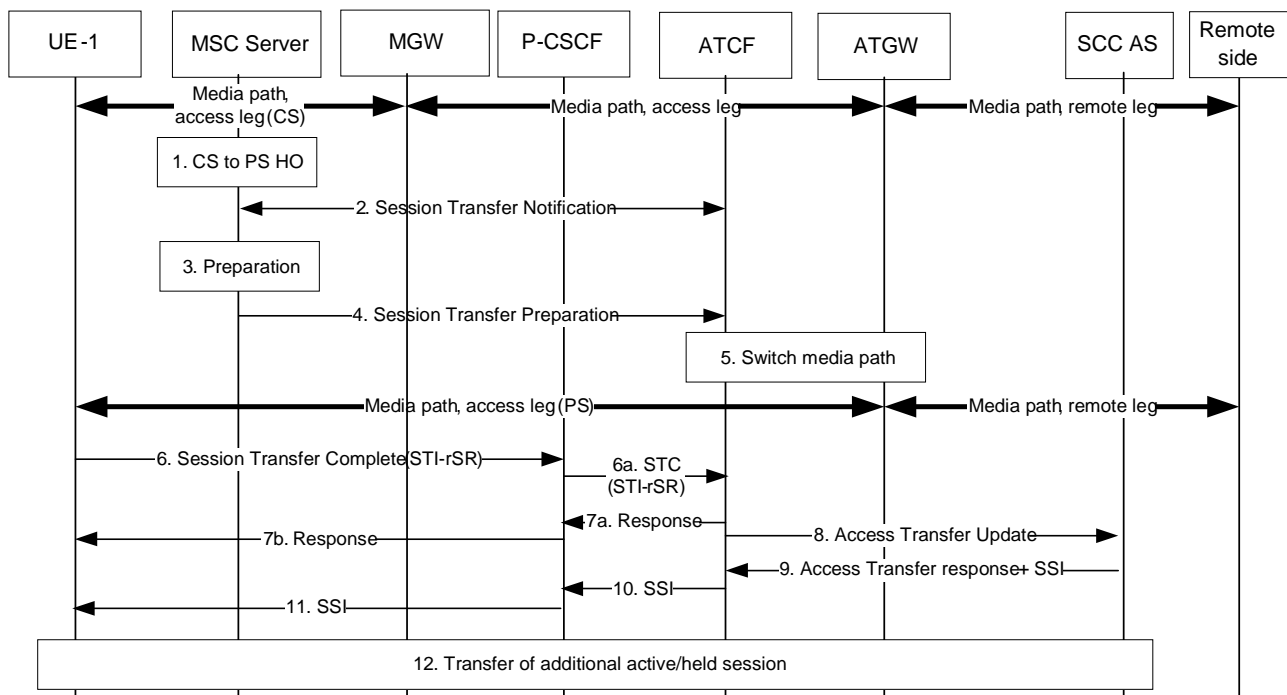 UE-1
MSC Server
MGW
P-CSCF
ATCF
ATGW
SCC AS
Remote
side
Media path,
access leg (CS)
Media path, access leg
Media path, remote leg
1. CS to PS HO
2. Session Transfer Notification
3. Preparation
4. Session Transfer Preparation
5. Switch media path
Media path, access leg (PS)
Media path, remote leg
6. Session Transfer Complete(STI-rSR)
6a. STC
(STI-rSR)
7a. Response
7b. Response
8. Access Transfer Update
9. Access Transfer response+ SSI
10. SSI
11. SSI
12. Transfer of additional active/held session